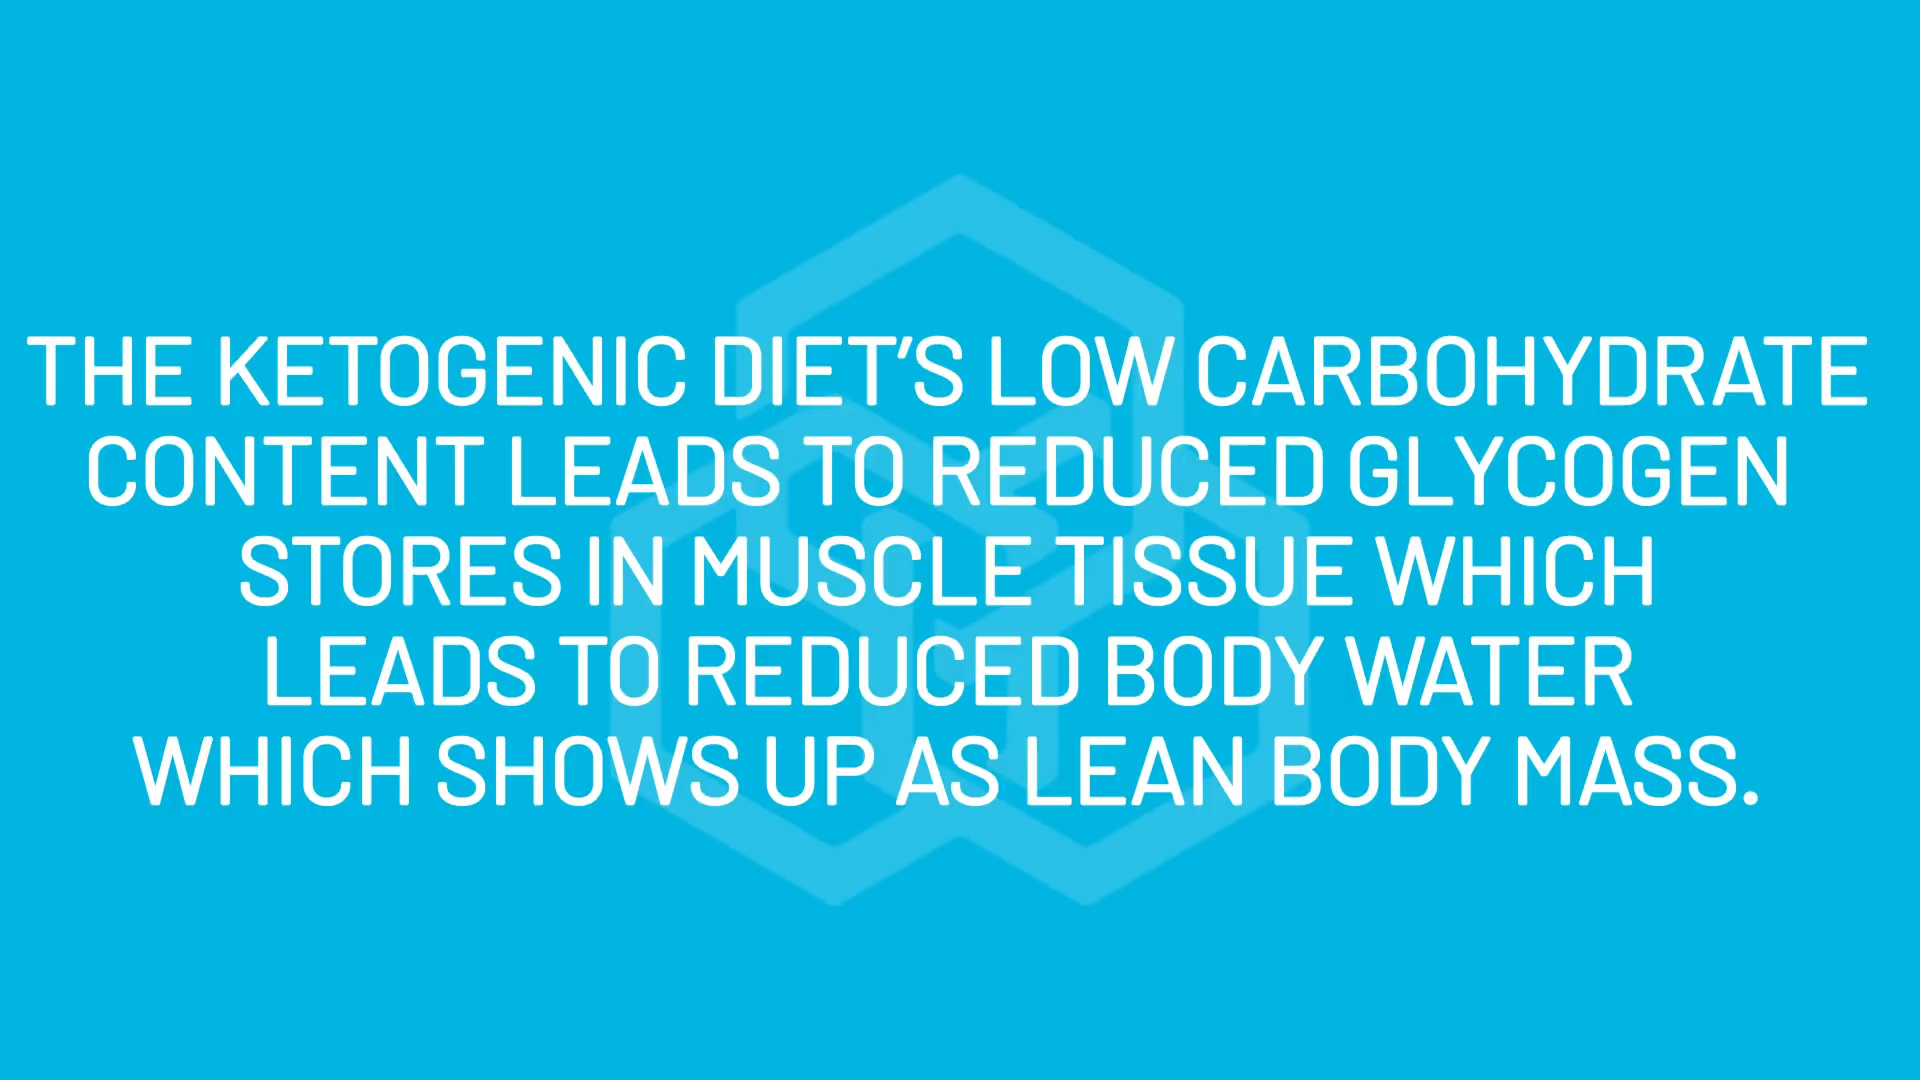 THE KETOGENIC DIET'S LOW CARBOHYDRATE
CONTENT LEADS TO REDUCED GLYCOGEN
STORES IN MUSCLE TISSUE WHICH
LEADS TO REDUCED BODY WATER
WHICH SHOWS UP AS LEAN BODY MASS.